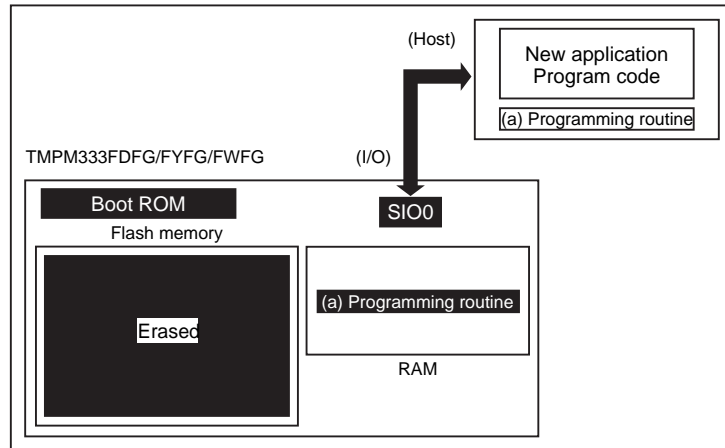 (Host)
New application
Program code
(a) Programming routine
TMPM333FDFG/FYFG/FWFG
(I/O)
Boot ROM
SIO0
Flash memory
(a) Programming routine
Erased
RAM